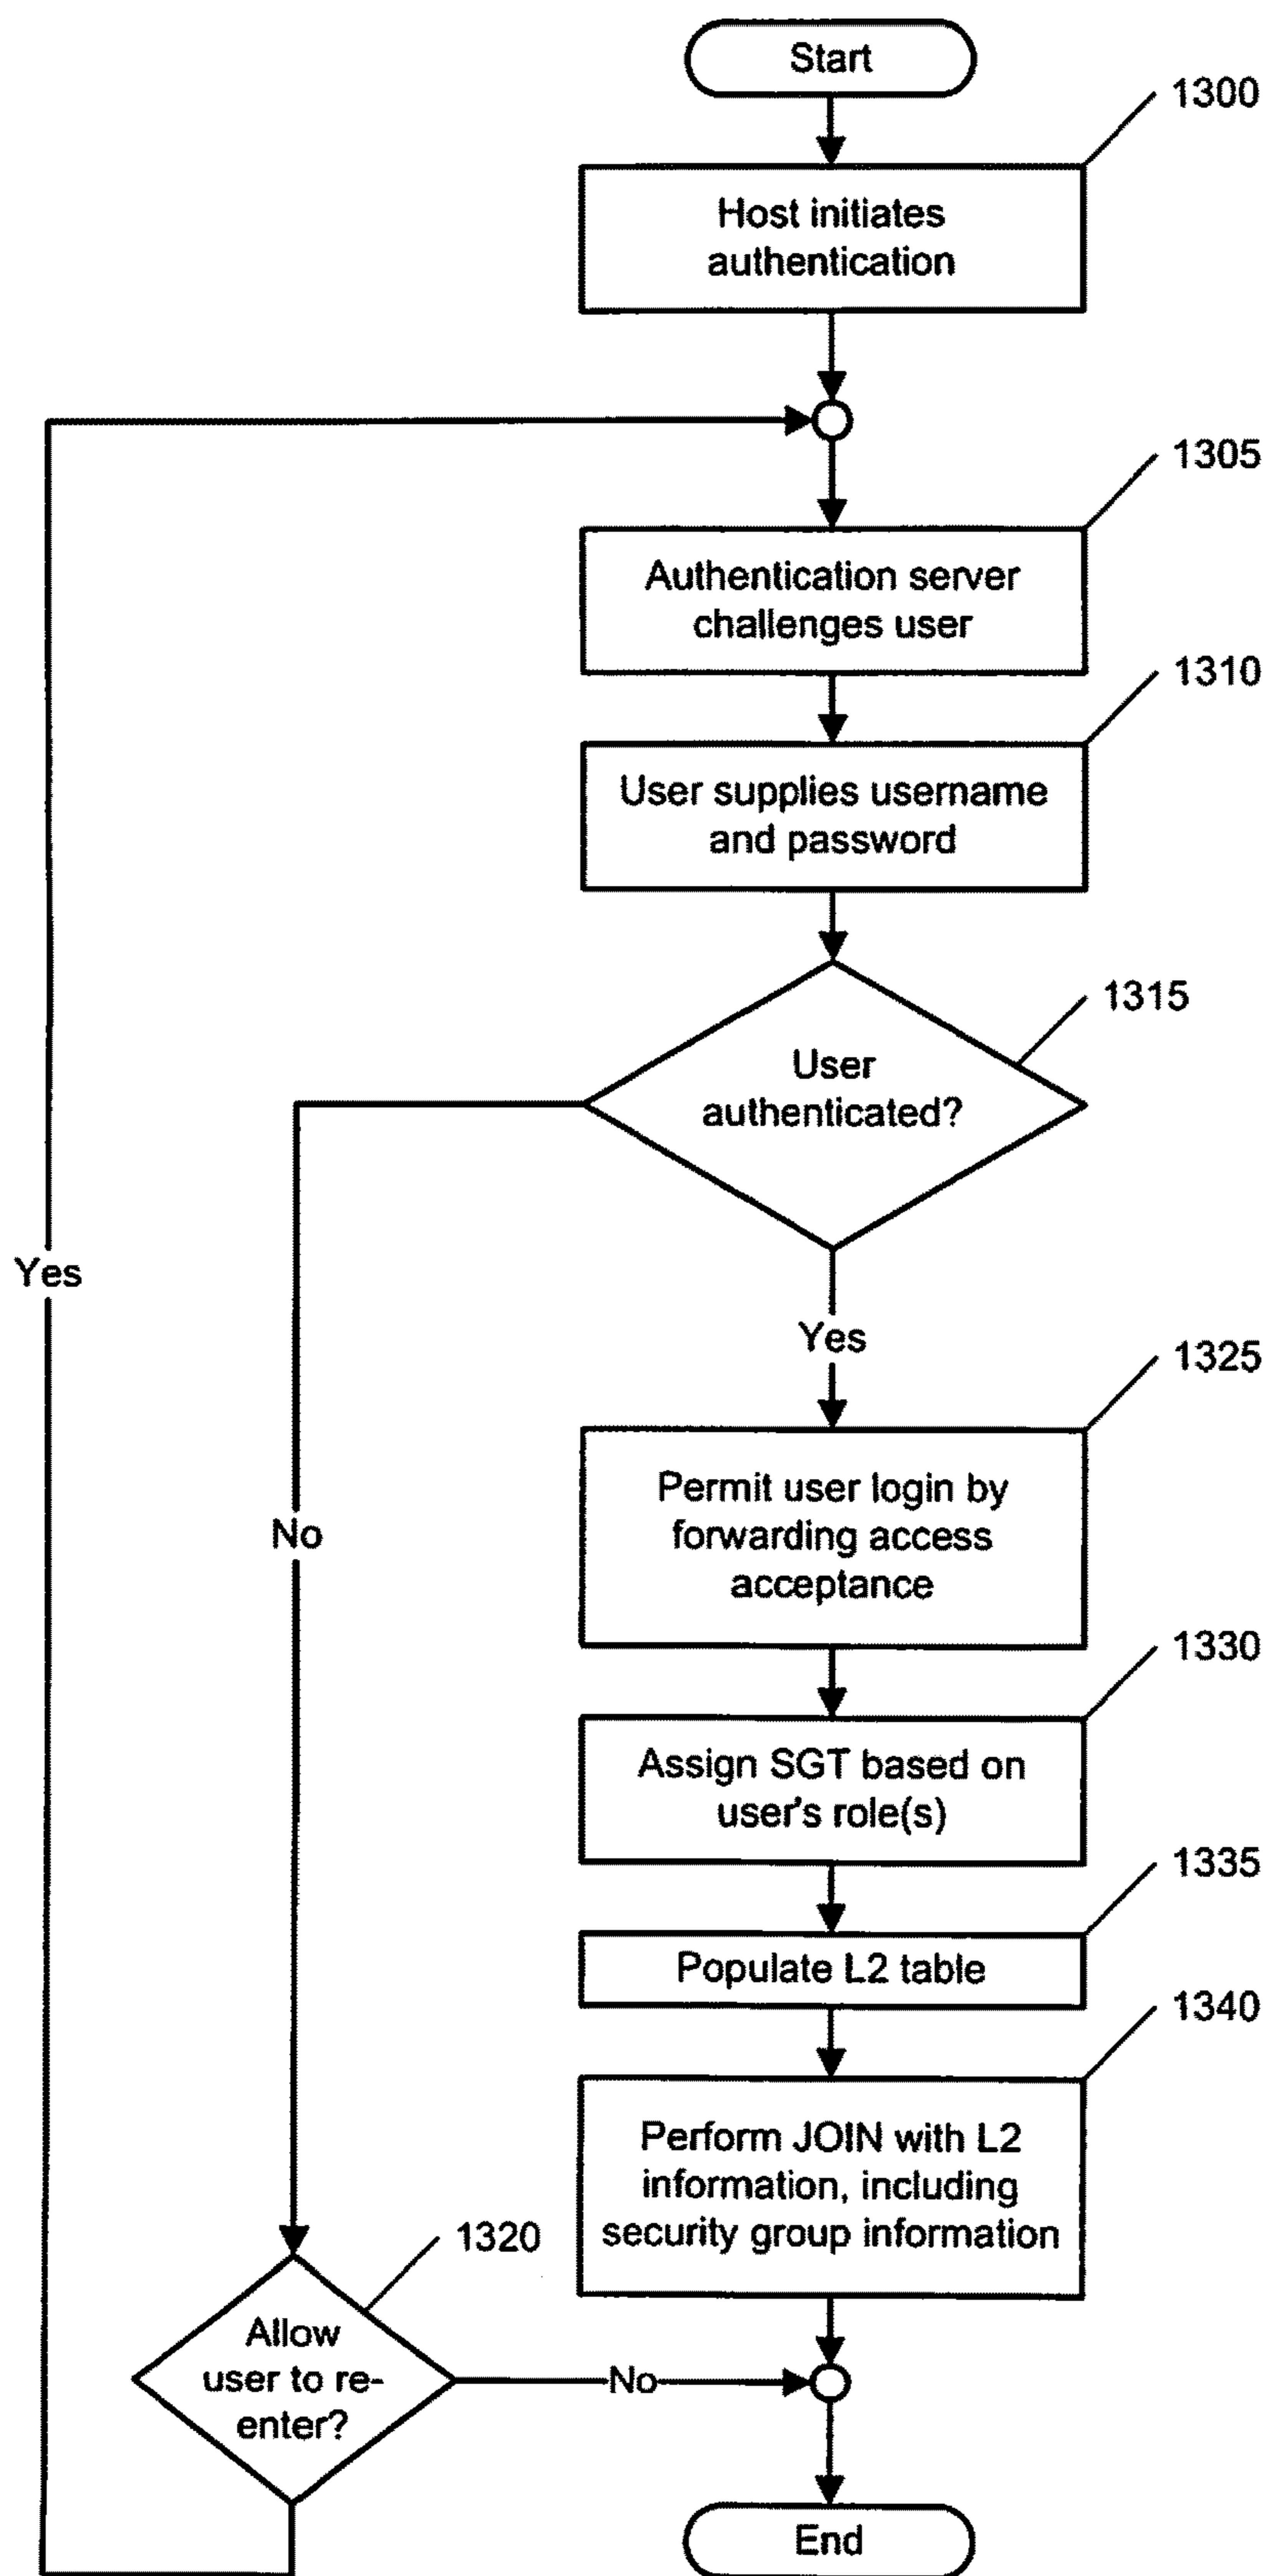 Start
1300
Host initiates
authentication
1305
Authentication server
challenges user
1310
User supplies username
and password
1315
User
authenticated?
Yes
Yes
1325
Permit user login by
forwarding access
acceptance
No
1330
Assign SGT based on
user's role(s)
1335
Populate L2 table
1340
Perform JOIN with L2
information, including
security group information
1320
Allow
user to re-
enter?
No
End